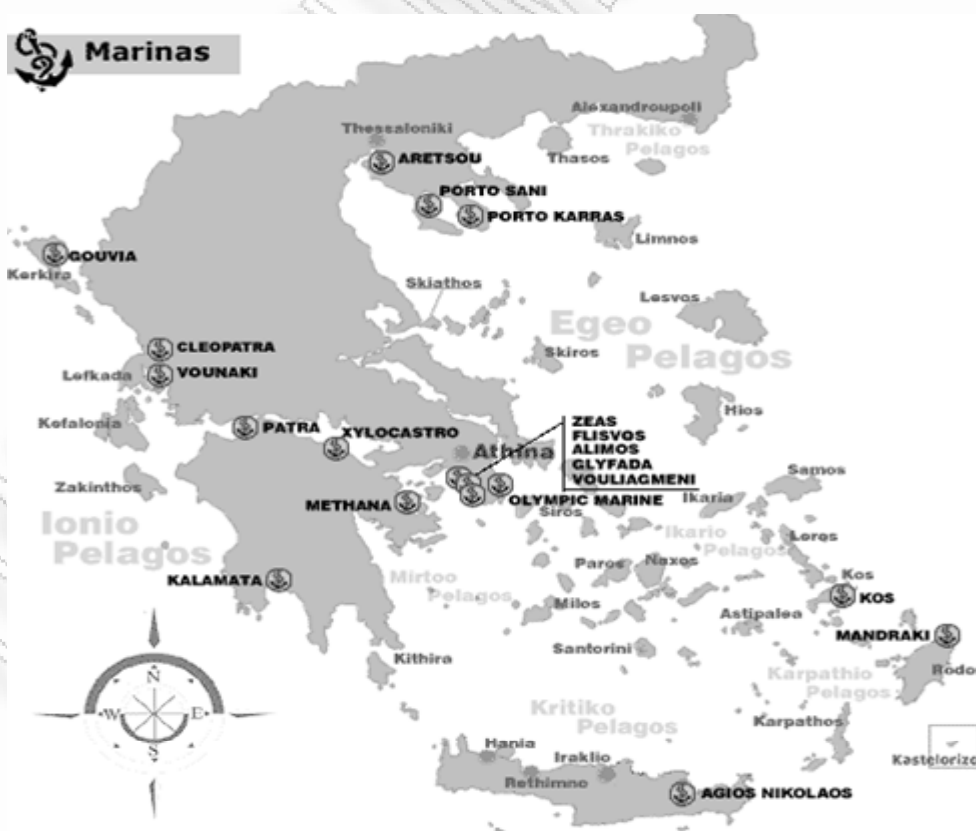 Marinas
Alexandroupoli
Thessaloniki
Thrakiko
Pelagos
ARETSOU
Thasos
PORTO SANI
PORTO KARRAS
Limnos
GOUVIA
Kerkira
Skiathos
Lesvos
Egeo
Pelagos
CLEOPATRA
Skiros
Lefkada
VOUNAKI
Hios
Kefalonia
PATRA
XYLOCASTRO
ZEAS
FLISVOS
ALIMOS
GLYFADA
VOULIAGMENI
Athina
Samos
Zakinthos
METHANA
OLYMPIC MARINE
Ikaria
Siros
Ionio
Pelagos
Ikario
Pelagos
Loros
Paros
Naxos
KALAMATA
Mirtoo
Pelagos
Kos
KOS
Milos
Astipalea
MANDRAKI
Santorini
Kithira
Rodos
Karpathio
Pelagos
N
W
E
S
Kritiko
Pelagos
Karpathos
Hania
Iraklio
Kastelorizo
Rethimno
AGIOS NIKOLAOS